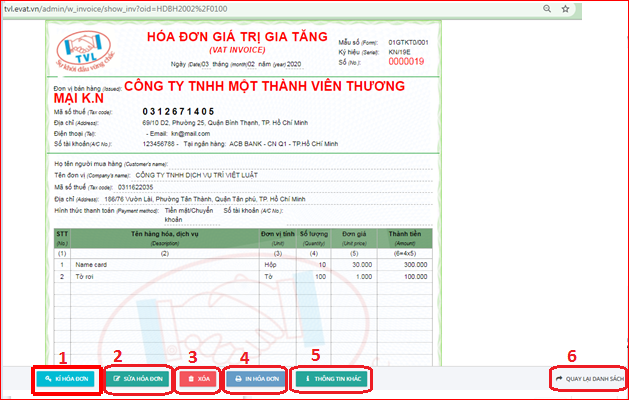 tvl.evat.vn/admin/w_invoice/show_inv?oid=HDBH2002%2F0100
TVL
Sự khởi đầu vững chắc
HÓA ĐƠN GIÁ TRỊ GIA TĂNG
(VAT INVOICE)
Ngày (Date)03 tháng (month)02 năm (year)2020
Mẫu số (Form): 01GTKT0/001
Ký hiệu (Serie): KN/19E
Số (No.): 0000019
Đơn vị bán hàng (Issued): CÔNG TY TNHH MỘT THÀNH VIÊN THƯƠNG
MẠI K.N
Mã số thuế (Tax code): 0312671405
Địa chỉ (Address): 69/10 D2, Phường 25, Quận Bình Thạnh, TP. Hồ Chí Minh
Điện thoại (Tel): - Email: kn@mail.com
Số tài khoản(A/C No.): 123456788 - Tại ngân hàng: ACB BANK - CN Q1 - TP.Hồ Chí Minh
Họ tên người mua hàng (Customer's name):
Tên đơn vị (Company's name): CÔNG TY TNHH DỊCH VỤ TRÍ VIẾT LUẬT
Mã số thuế (Tax code): 0311622035
Địa chỉ (Address): 186/76 Vườn Lài, Phường Tân Thành, Quận Tân phú, TP. Hồ Chí Minh
Hình thức thanh toán (Payment method): Tiền mặt/Chuyển khoản Số tài khoản (A/C No.):
STT Tên hàng hóa, dịch vụ Đơn vị tính Số lượng Đơn giá Thành tiền
(No.) (Description) (Unit) (Quantity) (Unit price) (Amount)
(1) (2) (3) (4) (5) (6=4x5)
1 Name card Hộp 10 30.000 300.000
2 Tờ rơi Tờ 100 1.000 100.000
TVL
1 2 3 4 5 6
KÍ HÓA ĐƠN SỬA HÓA ĐƠN XÓA IN HÓA ĐƠN THÔNG TIN KHÁC QUAY LẠI DANH SÁCH